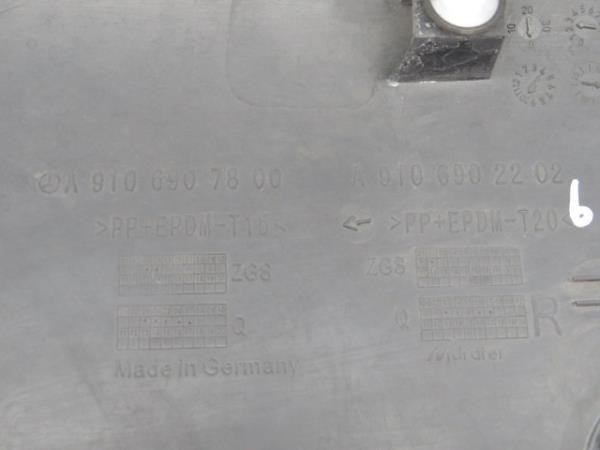 A 910 690 78 00
A 910 690 22 02
>PP+EPDM-T16<
>PP+EPDM-T20<
6
ZGS
ZGS
Q
Q
R
Made in Germany